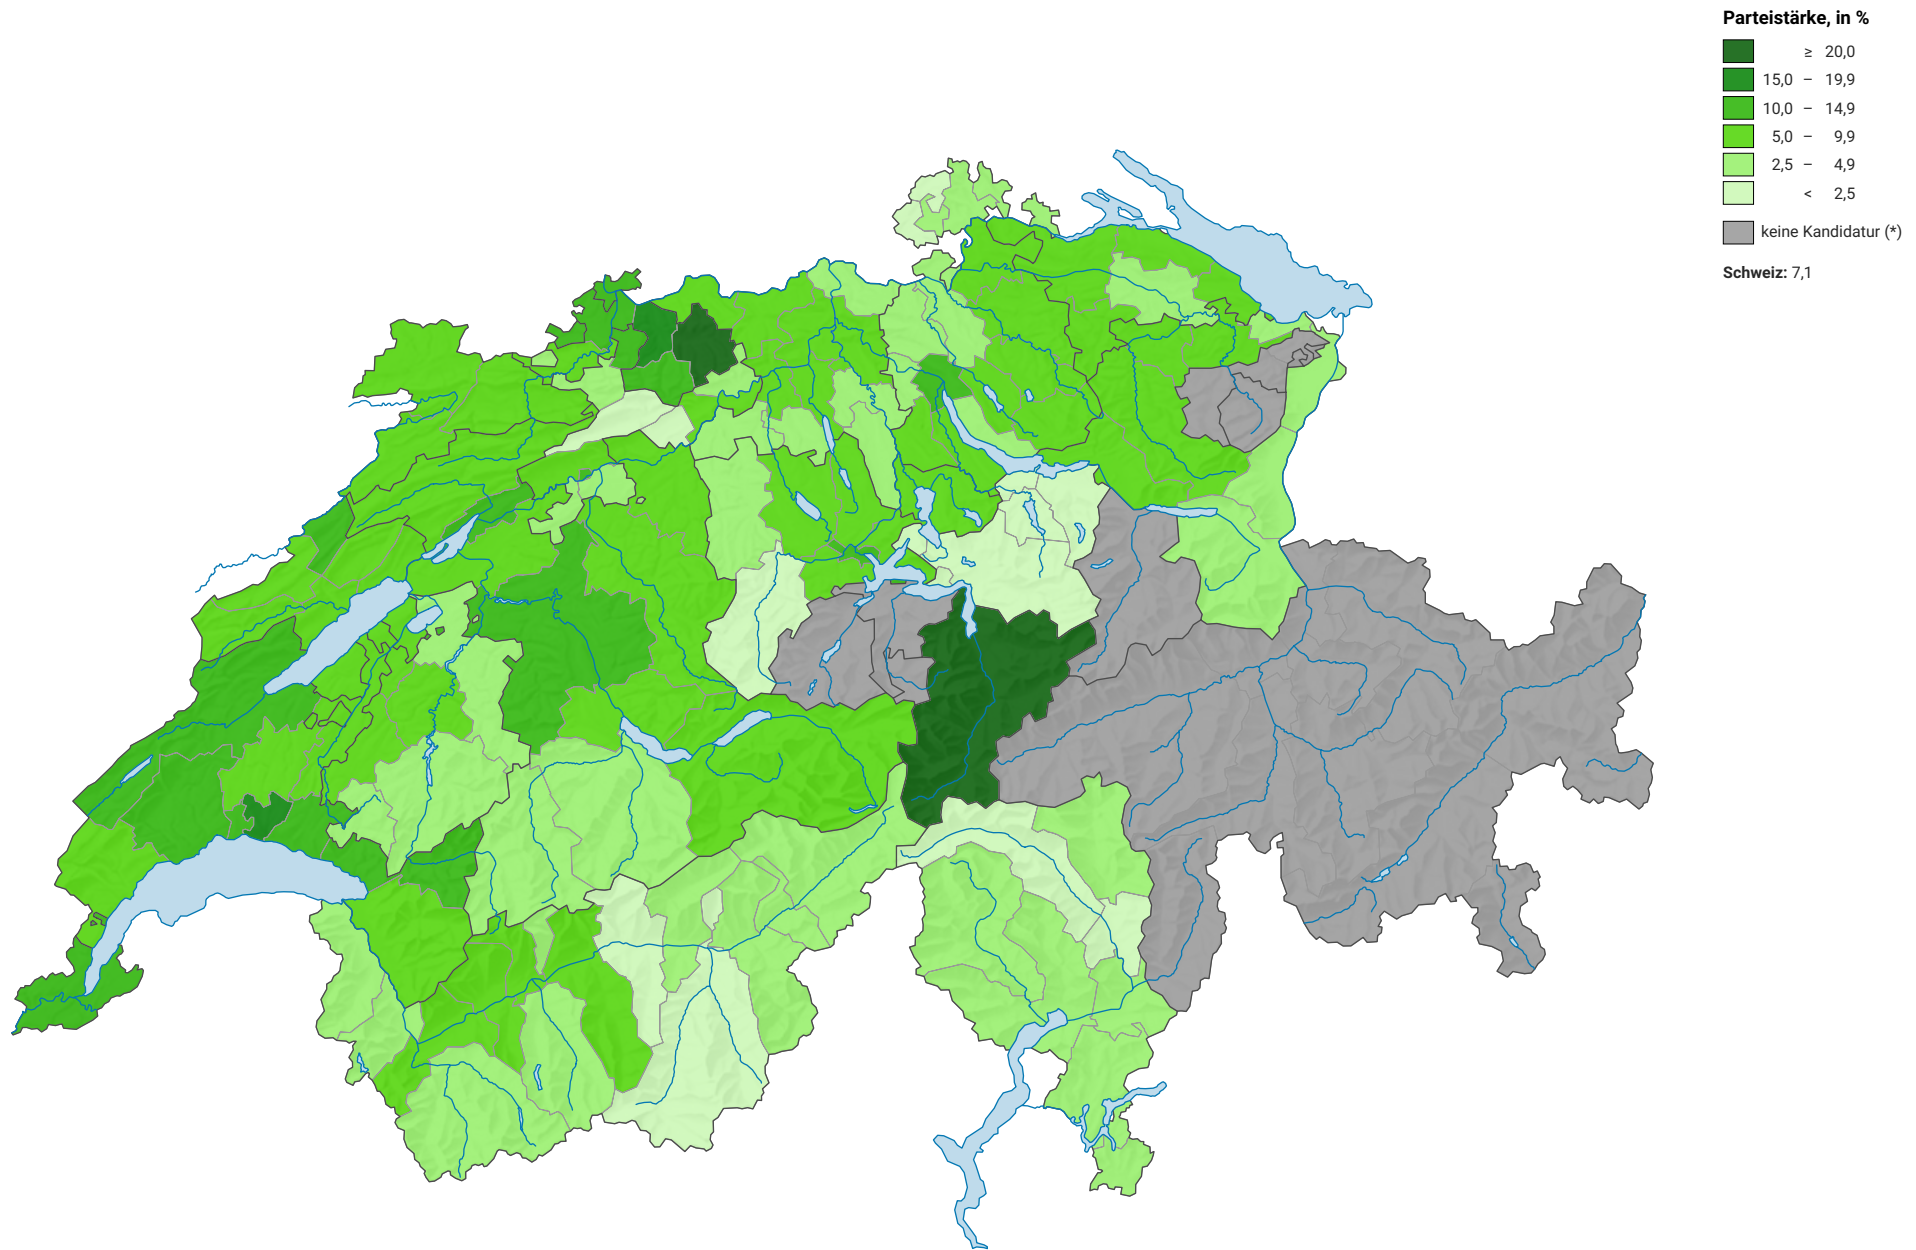 Parteistärke, in %
≥ 20,0
15,0 – 19,9
10,0 – 14,9
5,0 – 9,9
2,5 – 4,9
< 2,5
keine Kandidatur (*)
Schweiz: 7,1